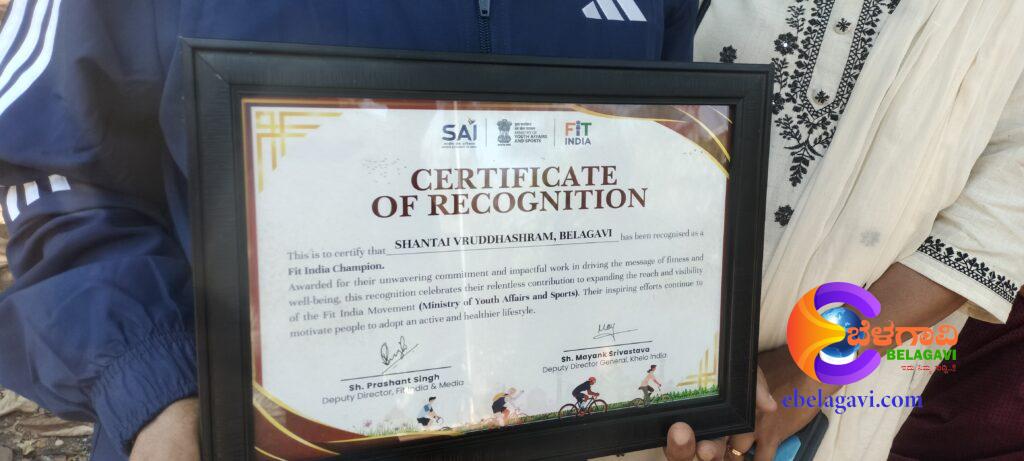 SAI
FIT
INDIA
MINISTRY OF
YOUTH AFFAIRS
AND SPORTS
CERTIFICATE
OF RECOGNITION
This is to certify that SHANTAI VRUDDHASHRAM, BELAGAVI has been recognised as a
Fit India Champion.
Awarded for their unwavering commitment and impactful work in driving the message of fitness and
well-being, this recognition celebrates their relentless contribution to expanding the reach and visibility
of the Fit India Movement (Ministry of Youth Affairs and Sports). Their inspiring efforts continue to
motivate people to adopt an active and healthier lifestyle.
Sh. Prashant Singh
Deputy Director, Fit India & Media
Sh. Mayank Srivastava
Deputy Director General, Khelo India
ಬೆಳಗಾವಿ
BELAGAVI
ebelagavi.com